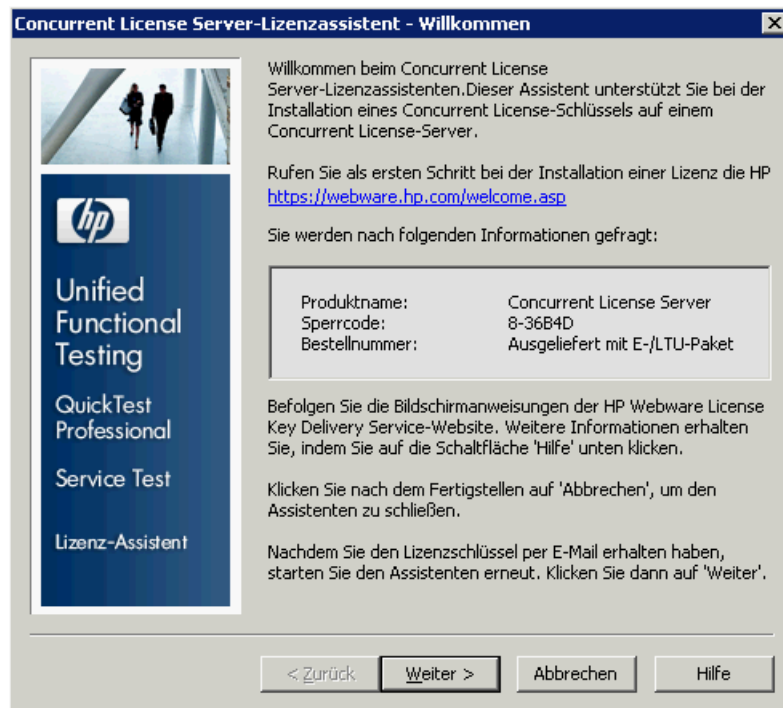 Concurrent License Server-Lizenzassistent - Willkommen
Willkommen beim Concurrent License
Server-Lizenzassistenten.Dieser Assistent unterstützt Sie bei der
Installation eines Concurrent License-Schlüssels auf einem
Concurrent License-Server.
Rufen Sie als ersten Schritt bei der Installation einer Lizenz die HP
https://webware.hp.com/welcome.asp
Sie werden nach folgenden Informationen gefragt:
Produktname: Concurrent License Server
Sperrcode: 8-36B4D
Bestellnummer: Ausgeliefert mit E-/LTU-Paket
Befolgen Sie die Bildschirmanweisungen der HP Webware License
Key Delivery Service-Website. Weitere Informationen erhalten
Sie, indem Sie auf die Schaltfläche 'Hilfe' unten klicken.
Klicken Sie nach dem Fertigstellen auf 'Abbrechen', um den
Assistenten zu schließen.
Nachdem Sie den Lizenzschlüssel per E-Mail erhalten haben,
starten Sie den Assistenten erneut. Klicken Sie dann auf 'Weiter'.
hp
Unified
Functional
Testing
QuickTest
Professional
Service Test
Lizenz-Assistent
< Zurück
Weiter >
Abbrechen
Hilfe